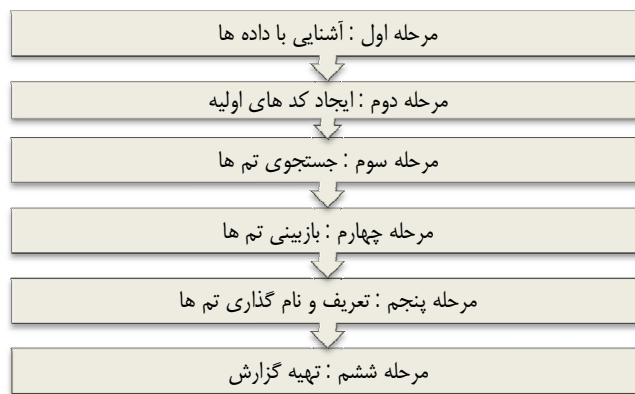 مرحله اول : آشنایی با داده ها
مرحله دوم : ایجاد کد های اولیه
مرحله سوم : جستجوی تم ها
مرحله چهارم : بازبینی تم ها
مرحله پنجم : تعریف و نام گذاری تم ها
مرحله ششم : تهیه گزارش